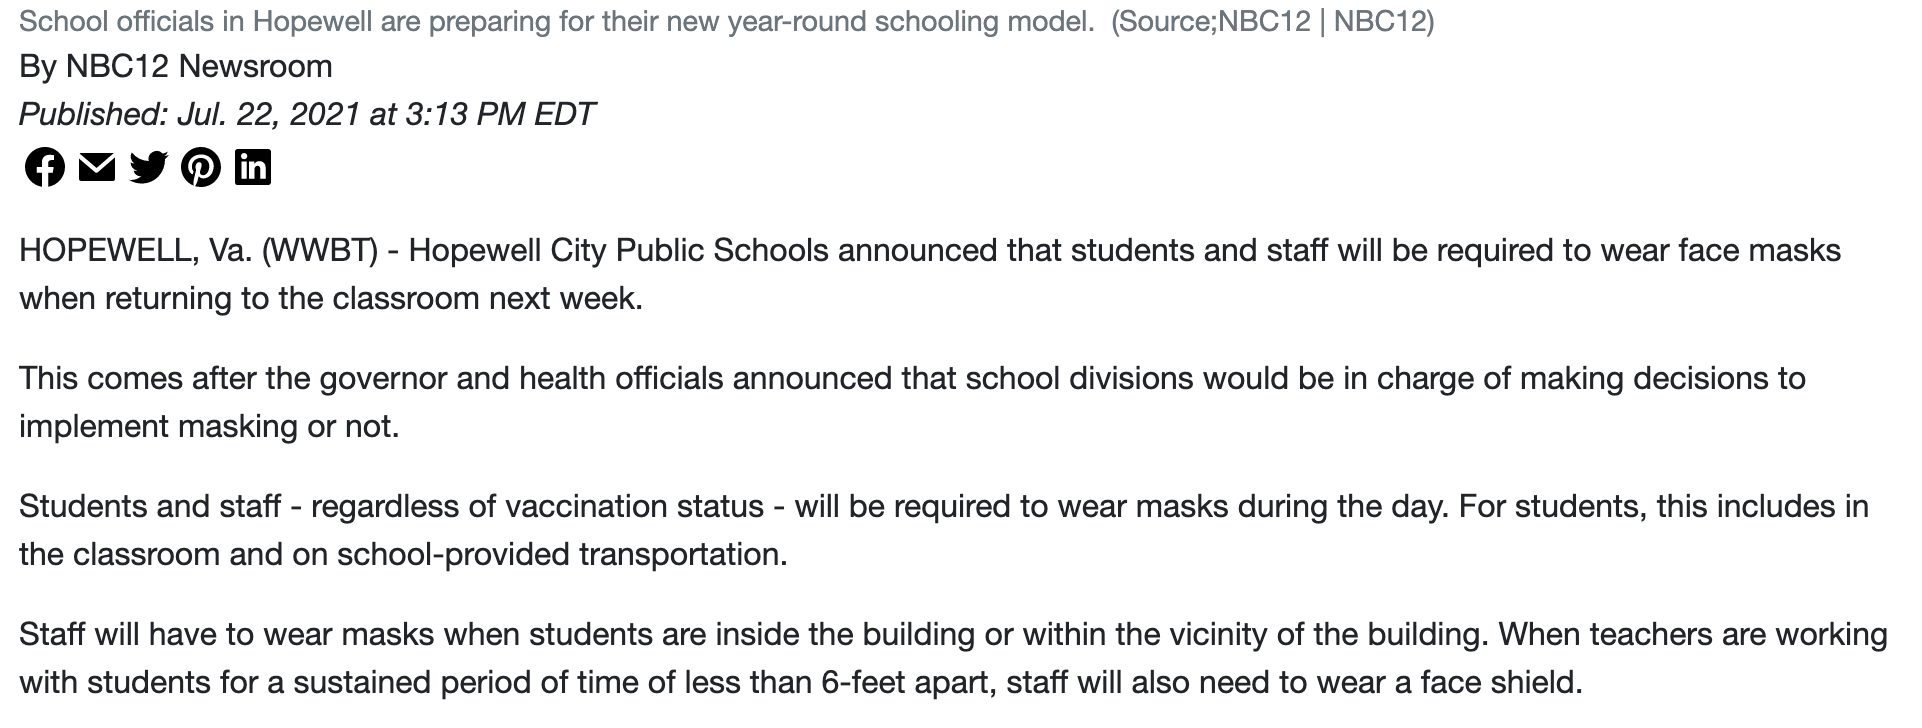 School officials in Hopewell are preparing for their new year-round schooling model.  (Source;NBC12 | NBC12)
By NBC12 Newsroom
Published: Jul. 22, 2021 at 3:13 PM EDT
HOPEWELL, Va. (WWBT) - Hopewell City Public Schools announced that students and staff will be required to wear face masks
when returning to the classroom next week.
This comes after the governor and health officials announced that school divisions would be in charge of making decisions to
implement masking or not.
Students and staff - regardless of vaccination status - will be required to wear masks during the day. For students, this includes in
the classroom and on school-provided transportation.
Staff will have to wear masks when students are inside the building or within the vicinity of the building. When teachers are working
with students for a sustained period of time of less than 6-feet apart, staff will also need to wear a face shield.